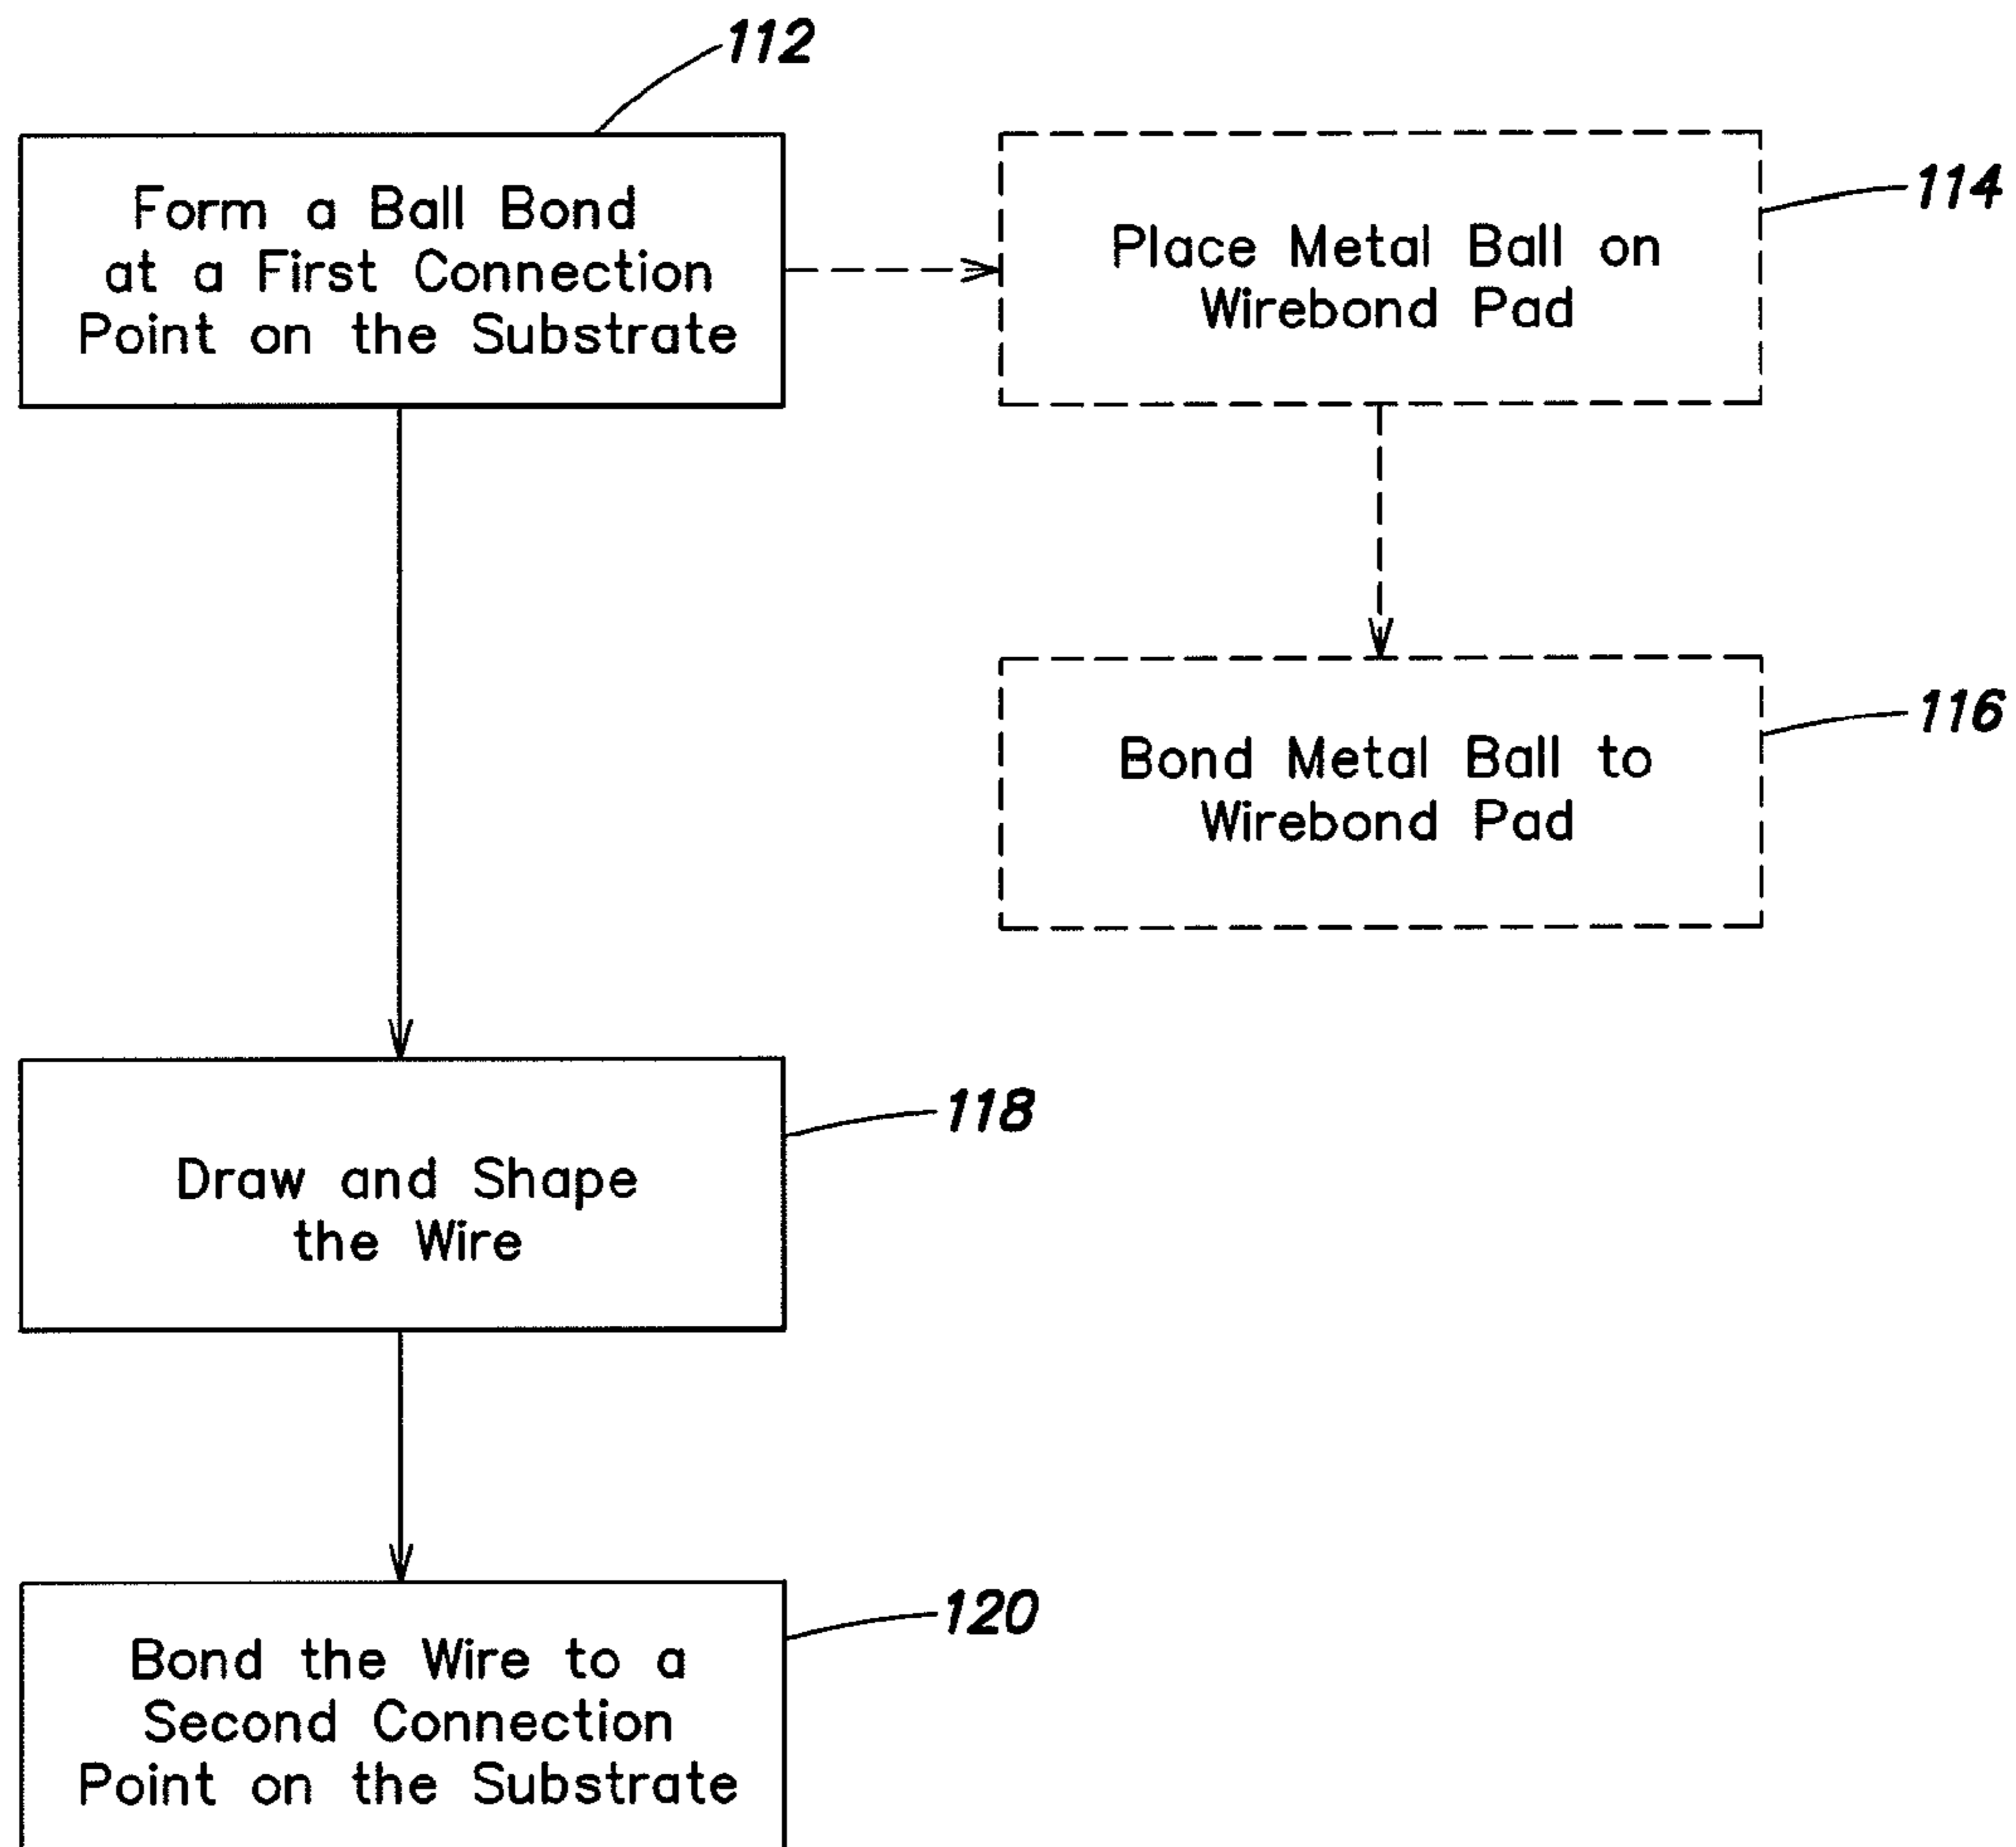 112
Form a Ball Bond
at a First Connection
Point on the Substrate
Place Metal Ball on
Wirebond Pad
114
Bond Metal Ball to
Wirebond Pad
116
Draw and Shape
the Wire
118
Bond the Wire to a
Second Connection
Point on the Substrate
120